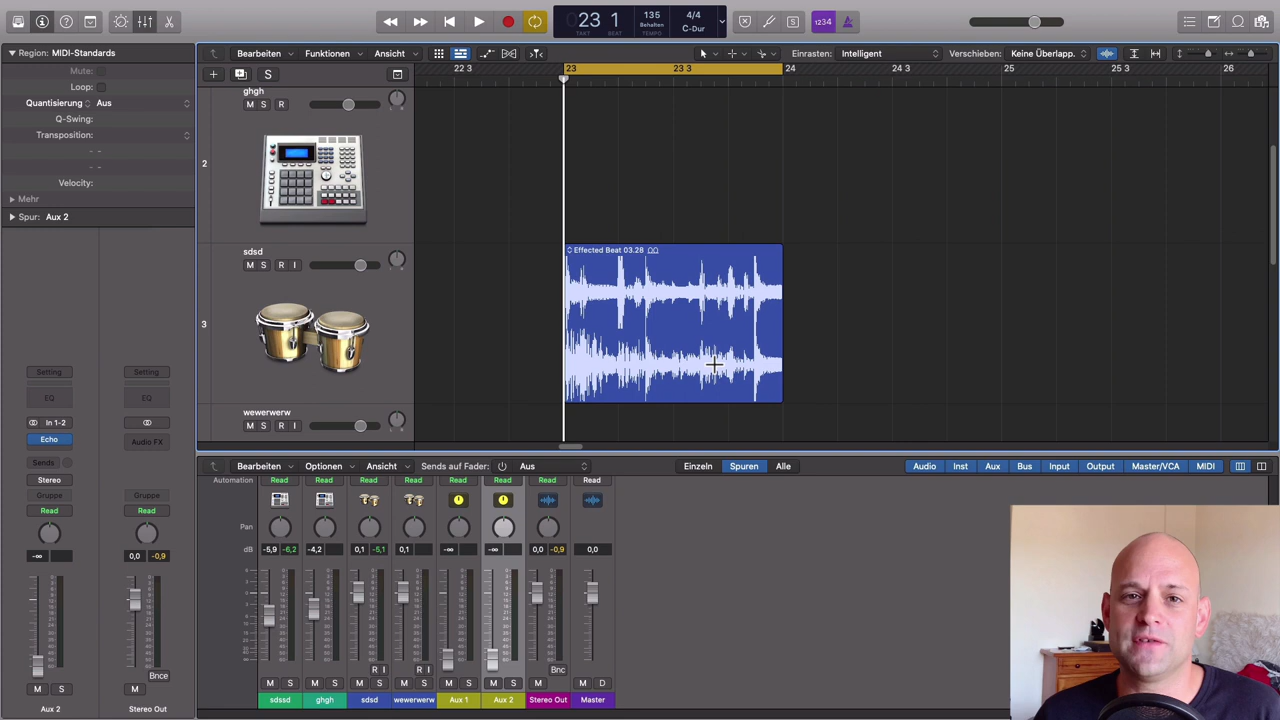 23 1
TAKT BEAT
135
Behalten
TEMPO
4/4
C-Dur
1234
Region: MIDI-Standards
Mute:
Loop:
Quantisierung Aus
Q-Swing:
Transposition:
Velocity:
Mehr
Spur: Aux 2
Bearbeiten Funktionen Ansicht
Einrasten: Intelligent
Verschieben: Keine Überlapp.
S
22 3 23 23 3 24 24 3 25 25 3 26
ghgh
M S R
2
sdsd
M S R I
3
Effected Beat 03.28
wewerwerw
M S R I
Setting Setting
EQ EQ
In 1-2
Echo Audio FX
Sends
Stereo
Gruppe Gruppe
Read Read
-∞ 0,0 -0,9
Bnce
M S M
Aux 2 Stereo Out
Bearbeiten Optionen Ansicht Sends auf Fader: Aus
Einzeln Spuren Alle
Audio Inst Aux Bus Input Output Master/VCA MIDI
Automation Read Read Read Read Read Read Read Read
Pan
dB -5,9 -6,2 -4,2 0,1 -5,1 0,1 -∞ -∞ 0,0 -0,9 0,0
R I R I Bnc
M S M S M S M S M S M S M M D
sdssd ghgh sdsd wewerwerw Aux 1 Aux 2 Stereo Out Master